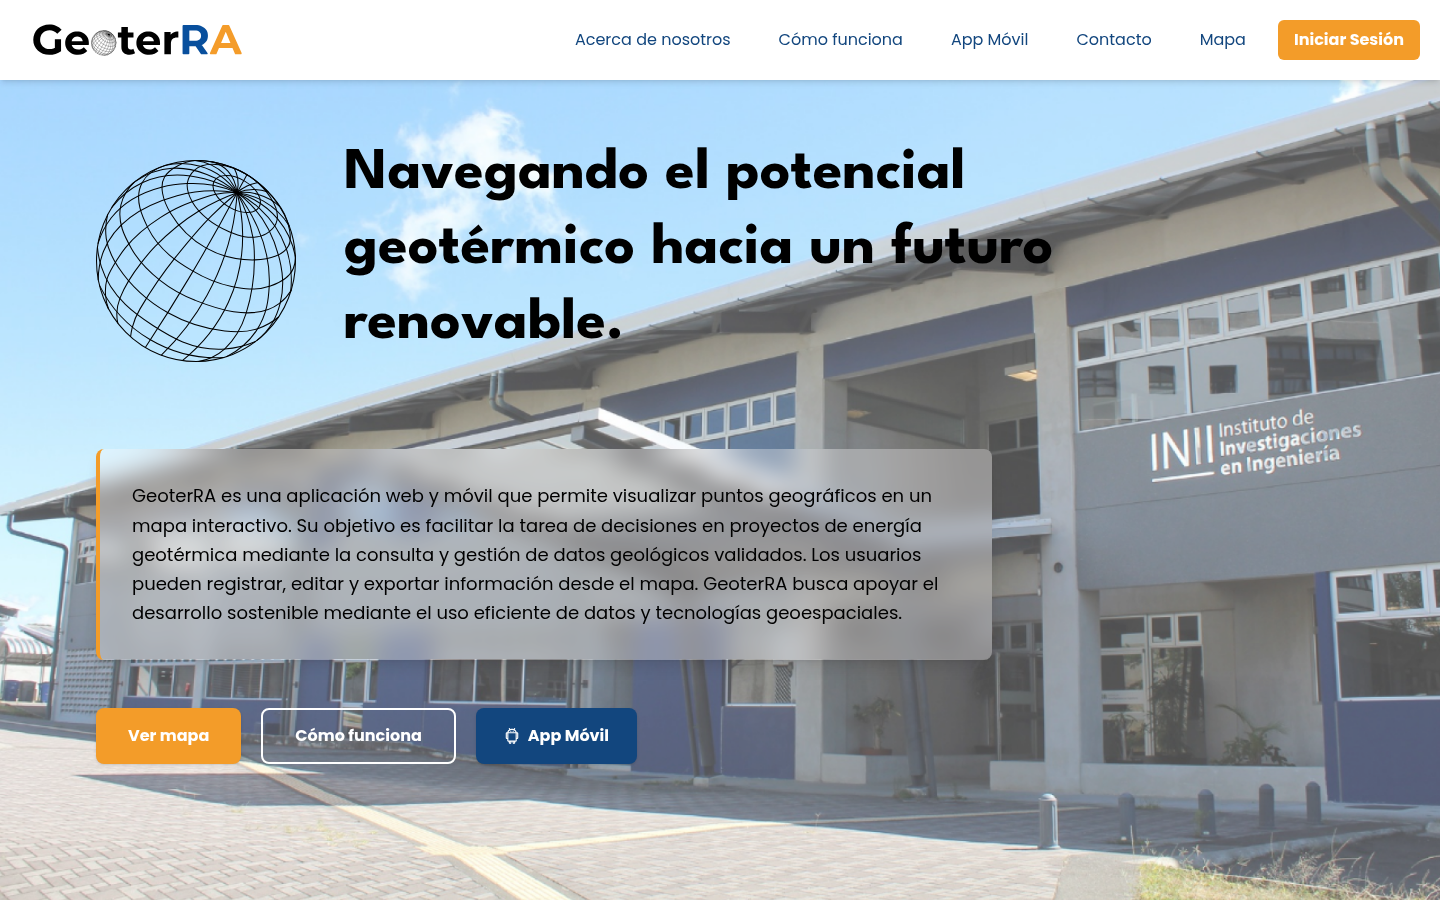 GeoterRA
Acerca de nosotros
Cómo funciona
App Móvil
Contacto
Mapa
Iniciar Sesión
Navegando el potencial
geotérmico hacia un futuro
renovable.
INII Instituto de
Investigaciones
en Ingeniería
GeoterRA es una aplicación web y móvil que permite visualizar puntos geográficos en un
mapa interactivo. Su objetivo es facilitar la tarea de decisiones en proyectos de energía
geotérmica mediante la consulta y gestión de datos geológicos validados. Los usuarios
pueden registrar, editar y exportar información desde el mapa. GeoterRA busca apoyar el
desarrollo sostenible mediante el uso eficiente de datos y tecnologías geoespaciales.
Ver mapa
Cómo funciona
App Móvil